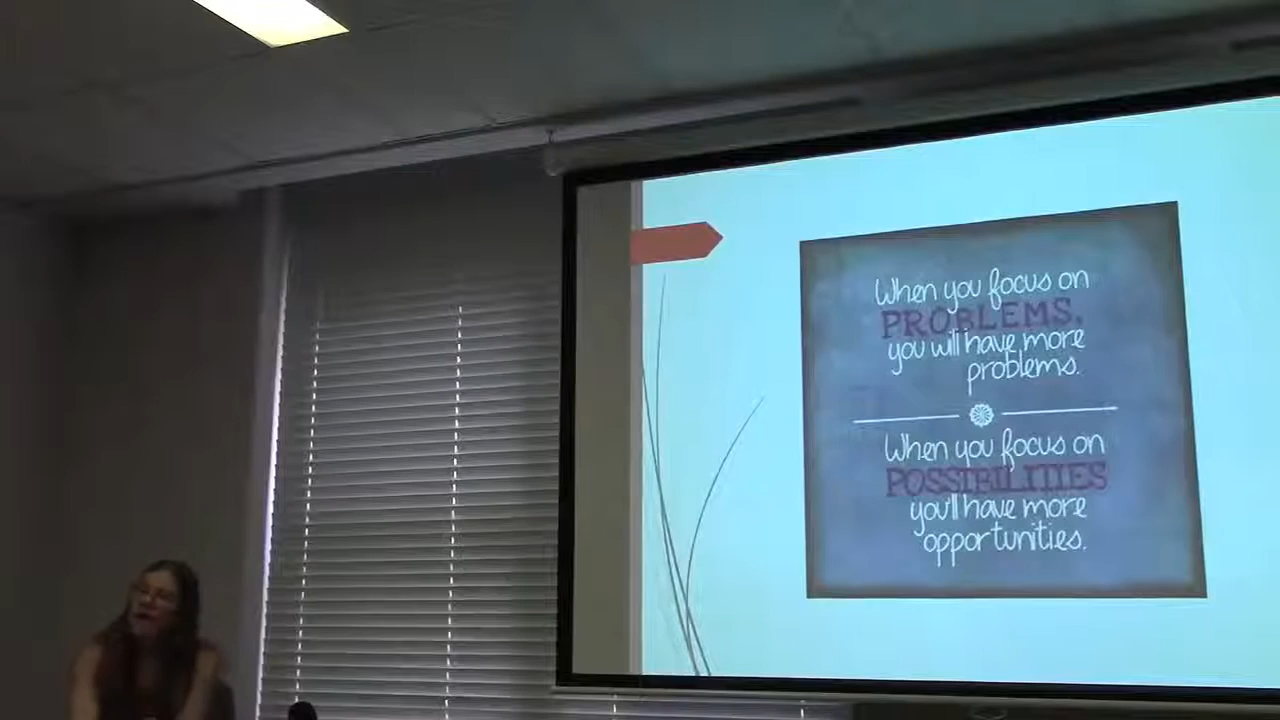 When you focus on
PROBLEMS,
you will have more
problems.
When you focus on
POSSIBILITIES
you'll have more
opportunities.